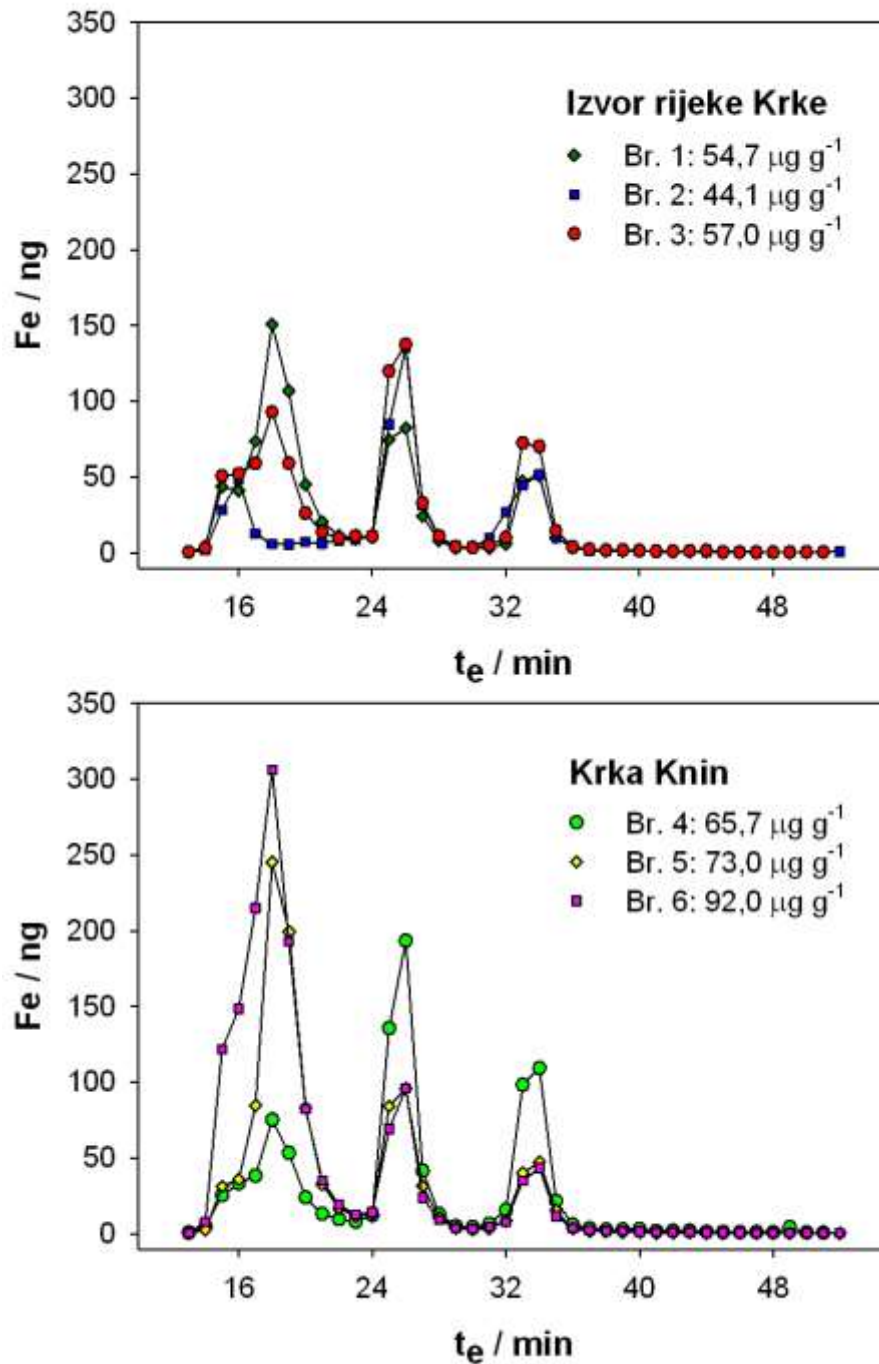 350
300
250
200
150
100
50
0
Fe / ng
Izvor rijeke Krke
Br. 1: 54,7 μg g⁻¹
Br. 2: 44,1 μg g⁻¹
Br. 3: 57,0 μg g⁻¹
16 24 32 40 48
te / min
350
300
250
200
150
100
50
0
Fe / ng
Krka Knin
Br. 4: 65,7 μg g⁻¹
Br. 5: 73,0 μg g⁻¹
Br. 6: 92,0 μg g⁻¹
16 24 32 40 48
te / min